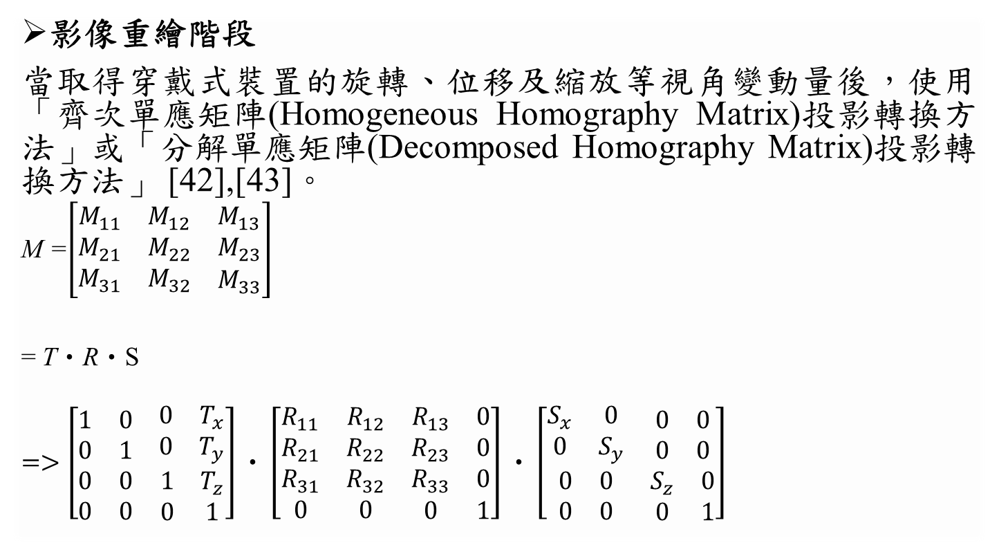 ➢影像重繪階段
當取得穿戴式裝置的旋轉、位移及縮放等視角變動量後，使用
「齊次單應矩陣(Homogeneous Homography Matrix)投影轉換方
法」或「分解單應矩陣(Decomposed Homography Matrix)投影轉
換方法」 [42],[43]。
M₁₁ M₁₂ M₁₃
M = M₂₁ M₂₂ M₂₃
M₃₁ M₃₂ M₃₃
= T · R · S
1 0 0 Tₓ R₁₁ R₁₂ R₁₃ 0 Sₓ 0 0 0
0 1 0 T_y R₂₁ R₂₂ R₂₃ 0 0 S_y 0 0
=> · ·
0 0 1 T_z R₃₁ R₃₂ R₃₃ 0 0 0 S_z 0
0 0 0 1 0 0 0 1 0 0 0 1